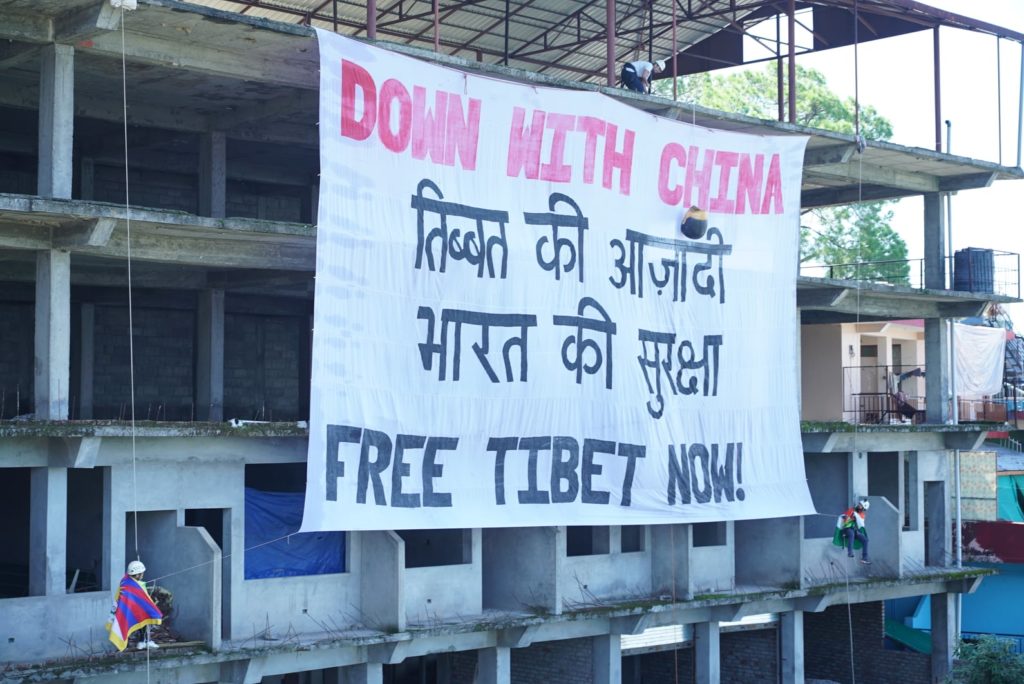 DOWN WITH CHINA
तिब्बत की आज़ादी
भारत की सुरक्षा
FREE TIBET NOW!